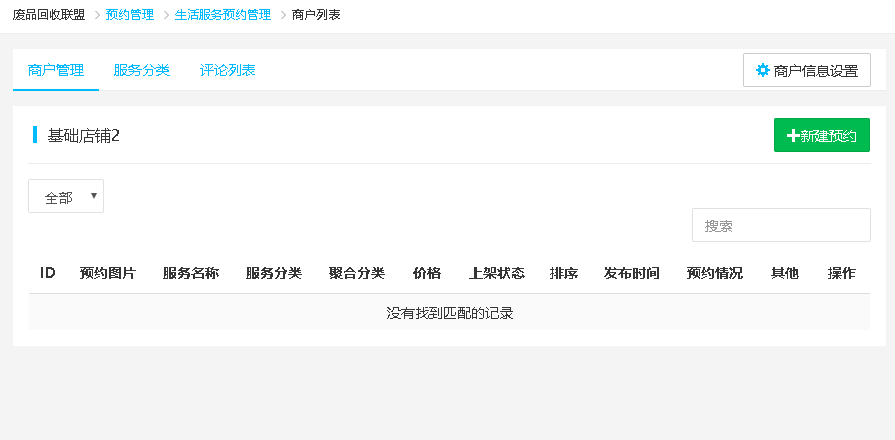 废品回收联盟 预约管理 生活服务预约管理 商户列表
商户管理 服务分类 评论列表 商户信息设置
基础店铺2 新建预约
全部
搜索
ID 预约图片 服务名称 服务分类 聚合分类 价格 上架状态 排序 发布时间 预约情况 其他 操作
没有找到匹配的记录